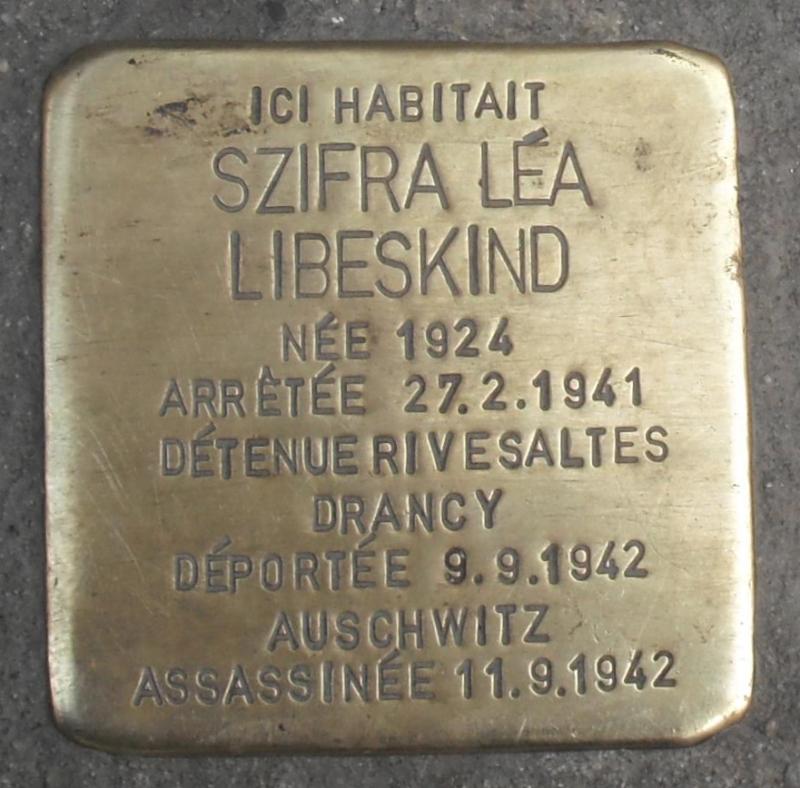 ICI HABITAIT
SZIFRA LÉA
LIBESKIND
NÉE 1924
ARRÊTÉE 27.2.1941
DÉTENUE RIVESALTES
DRANCY
DÉPORTÉE 9.9.1942
AUSCHWITZ
ASSASSINÉE 11.9.1942